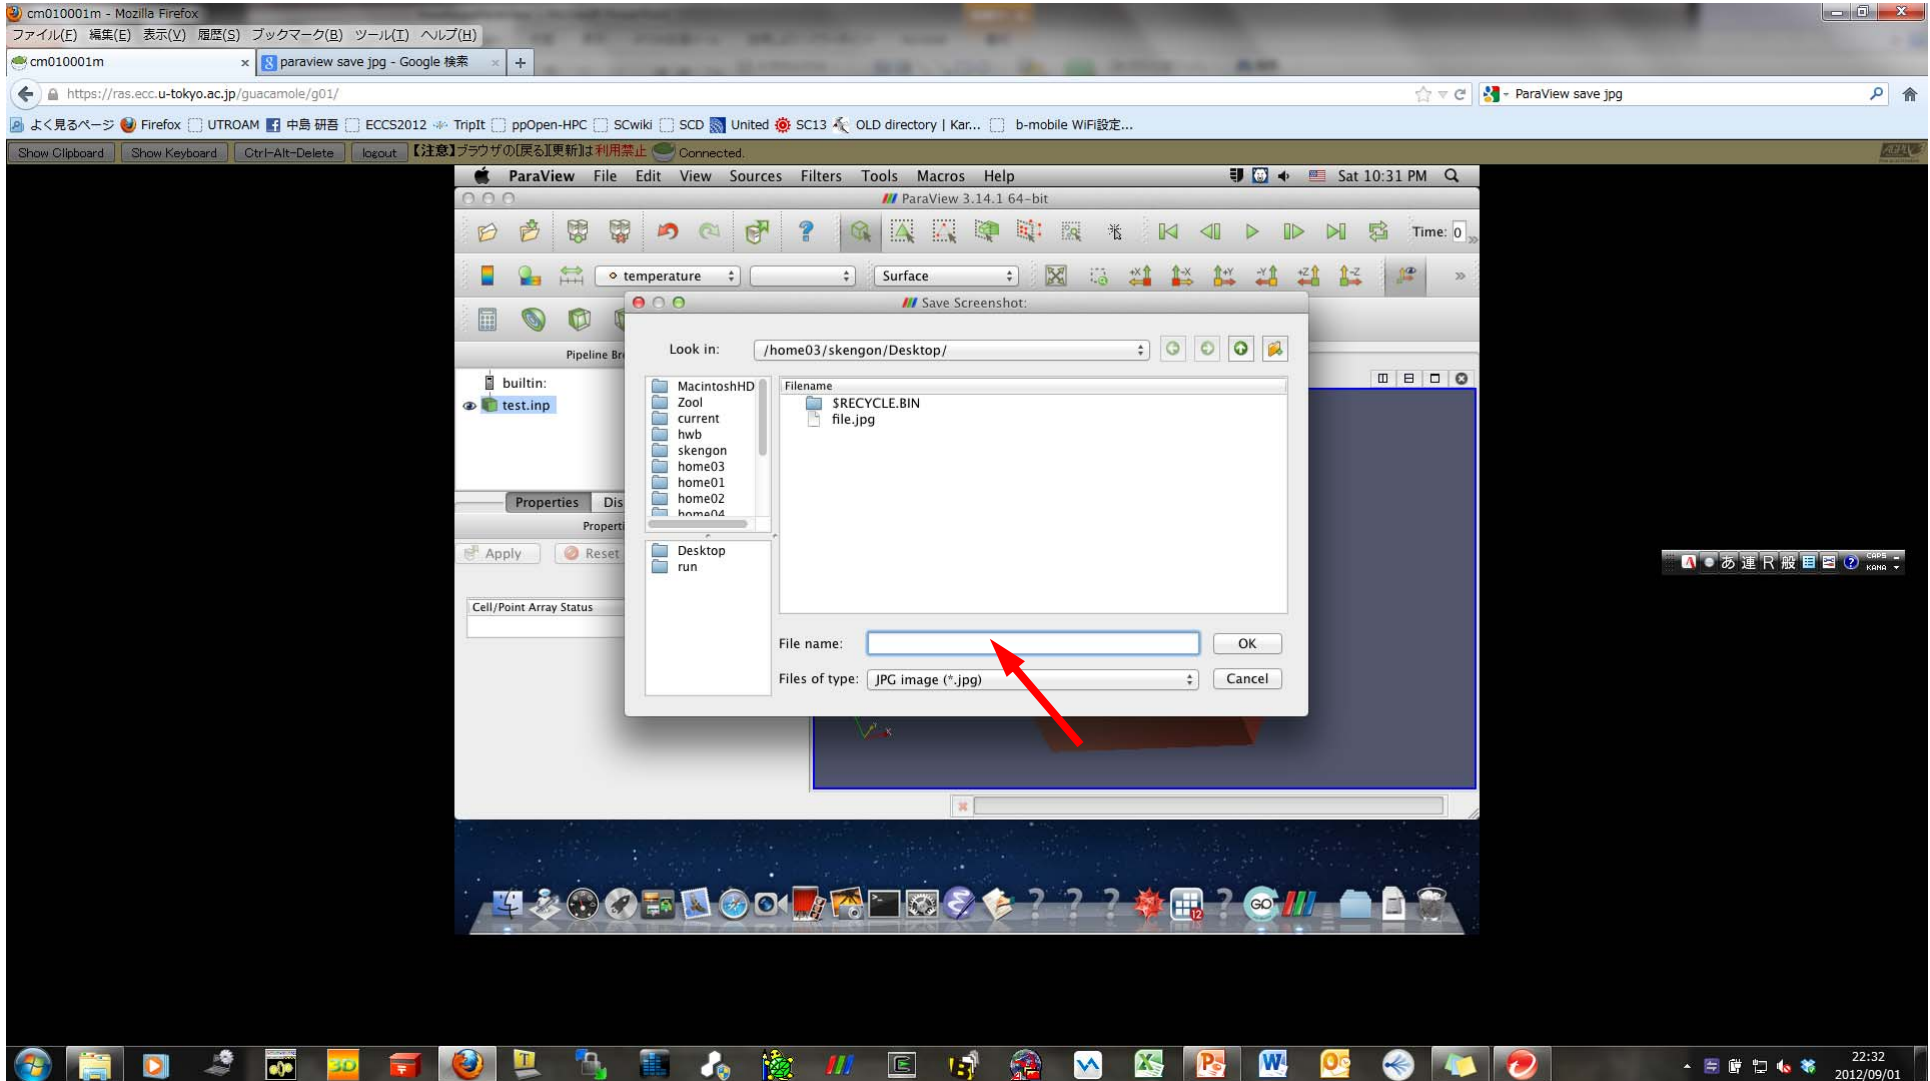 cm010001m - Mozilla Firefox
ファイル(F) 編集(E) 表示(V) 履歴(S) ブックマーク(B) ツール(T) ヘルプ(H)
cm010001m × paraview save jpg - Google 検索 × +
https://ras.ecc.u-tokyo.ac.jp/guacamole/g01/ ParaView save jpg
よく見るページ Firefox UTROAM 中島 研吾 ECCS2012 TripIt ppOpen-HPC SCwiki SCD United SC13 OLD directory | Kar... b-mobile WiFi設定...
Show Clipboard Show Keyboard Ctrl-Alt-Delete logout 【注意】ブラウザの[戻る][更新]は利用禁止 Connected.
ParaView File Edit View Sources Filters Tools Macros Help Sat 10:31 PM
ParaView 3.14.1 64-bit
Time: 0
temperature Surface +X -X +Y -Y +Z -Z
Save Screenshot:
Look in: /home03/skengon/Desktop/
Pipeline Br
builtin:
test.inp
MacintoshHD
Zool
current
hwb
skengon
home03
home01
home02
home04
Filename
$RECYCLE.BIN
file.jpg
Properties Dis
Properti
Apply Reset
Desktop
run
Cell/Point Array Status
File name: OK
Files of type: JPG image (*.jpg) Cancel
A あ 連 R 般 CAPS
KANA
Y X
12 GO
3D
22:32
2012/09/01